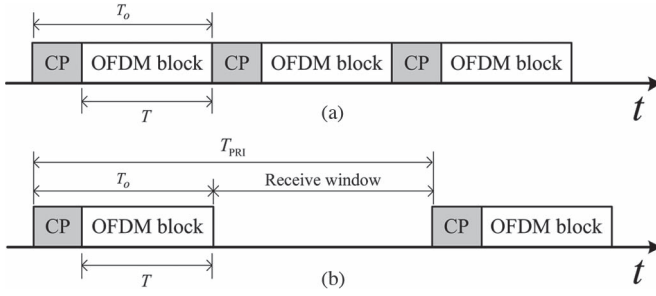 T_o
CP OFDM block CP OFDM block CP OFDM block
T
(a)
t
T_PRI
T_o Receive window
CP OFDM block CP OFDM block
T
(b)
t